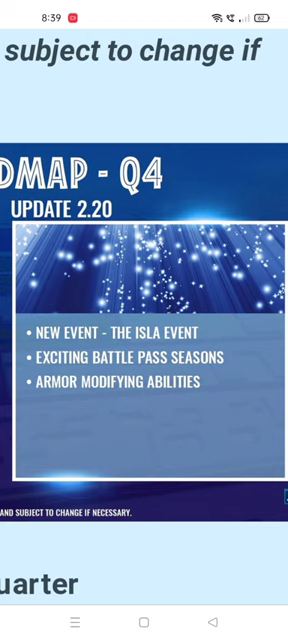 8:39
62
subject to change if
DMAP - Q4
UPDATE 2.20
• NEW EVENT - THE ISLA EVENT
• EXCITING BATTLE PASS SEASONS
• ARMOR MODIFYING ABILITIES
AND SUBJECT TO CHANGE IF NECESSARY.
uarter